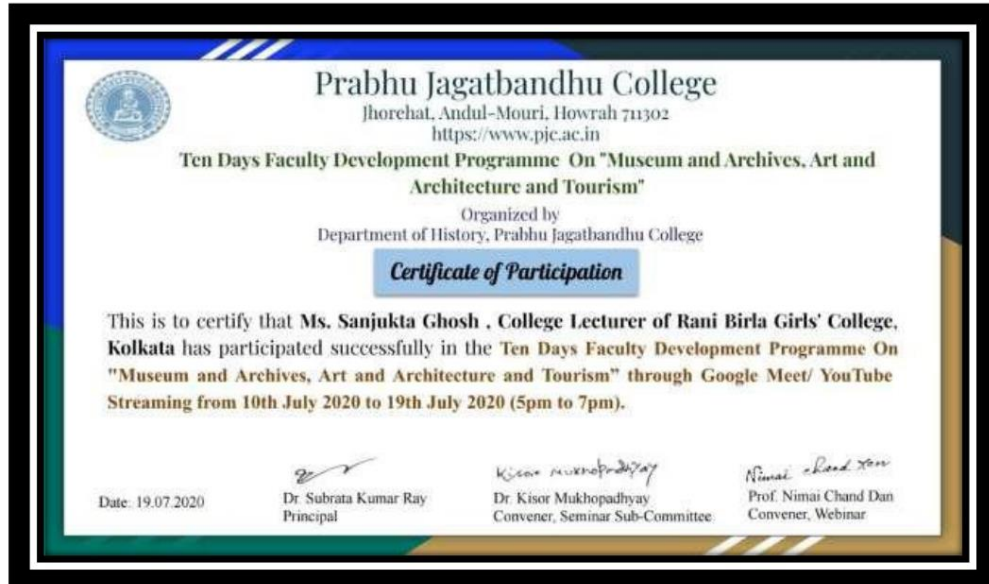 Prabhu Jagatbandhu College
Jhorehat, Andul-Mouri, Howrah 711302
https://www.pjc.ac.in
Ten Days Faculty Development Programme On "Museum and Archives, Art and
Architecture and Tourism"
Organized by
Department of History, Prabhu Jagatbandhu College
Certificate of Participation
This is to certify that Ms. Sanjukta Ghosh , College Lecturer of Rani Birla Girls' College,
Kolkata has participated successfully in the Ten Days Faculty Development Programme On
"Museum and Archives, Art and Architecture and Tourism" through Google Meet/ YouTube
Streaming from 10th July 2020 to 19th July 2020 (5pm to 7pm).
Kisor Mukhopadhyay
Nimai Chand Dan
Date: 19.07.2020
Dr. Subrata Kumar Ray
Principal
Dr. Kisor Mukhopadhyay
Convener, Seminar Sub-Committee
Prof. Nimai Chand Dan
Convener, Webinar